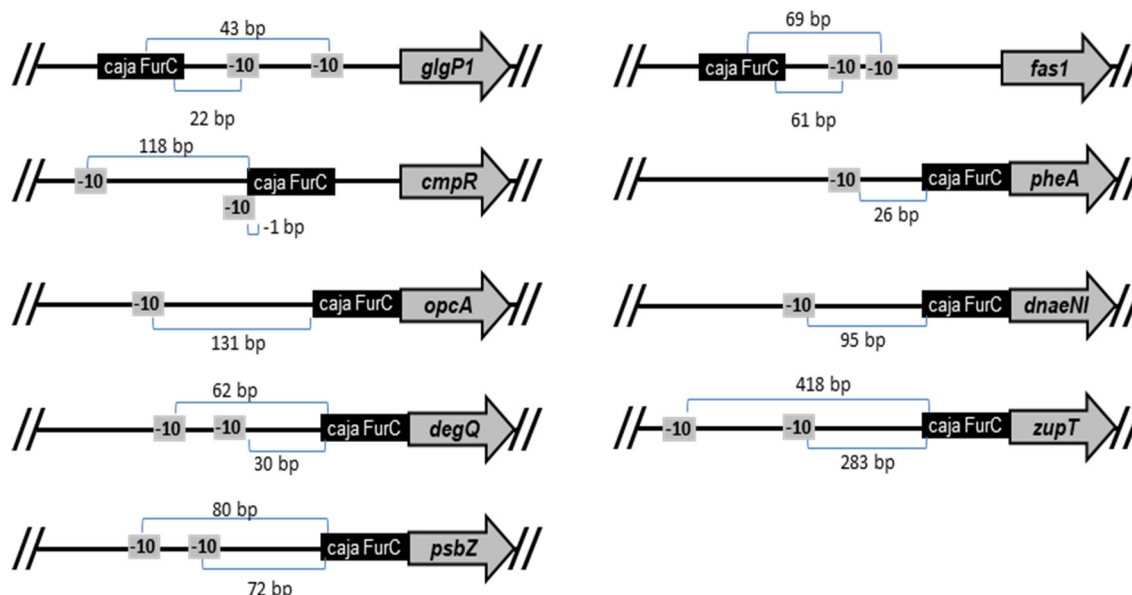 43 bp
caja FurC -10 -10 glgP1
22 bp
118 bp
-10 caja FurC cmpR
-10
-1 bp
-10 caja FurC opcA
131 bp
62 bp
-10 -10 caja FurC degQ
30 bp
80 bp
-10 -10 caja FurC psbZ
72 bp
69 bp
caja FurC -10 -10 fas1
61 bp
-10 caja FurC pheA
26 bp
-10 caja FurC dnaeNI
95 bp
418 bp
-10 -10 caja FurC zupT
283 bp